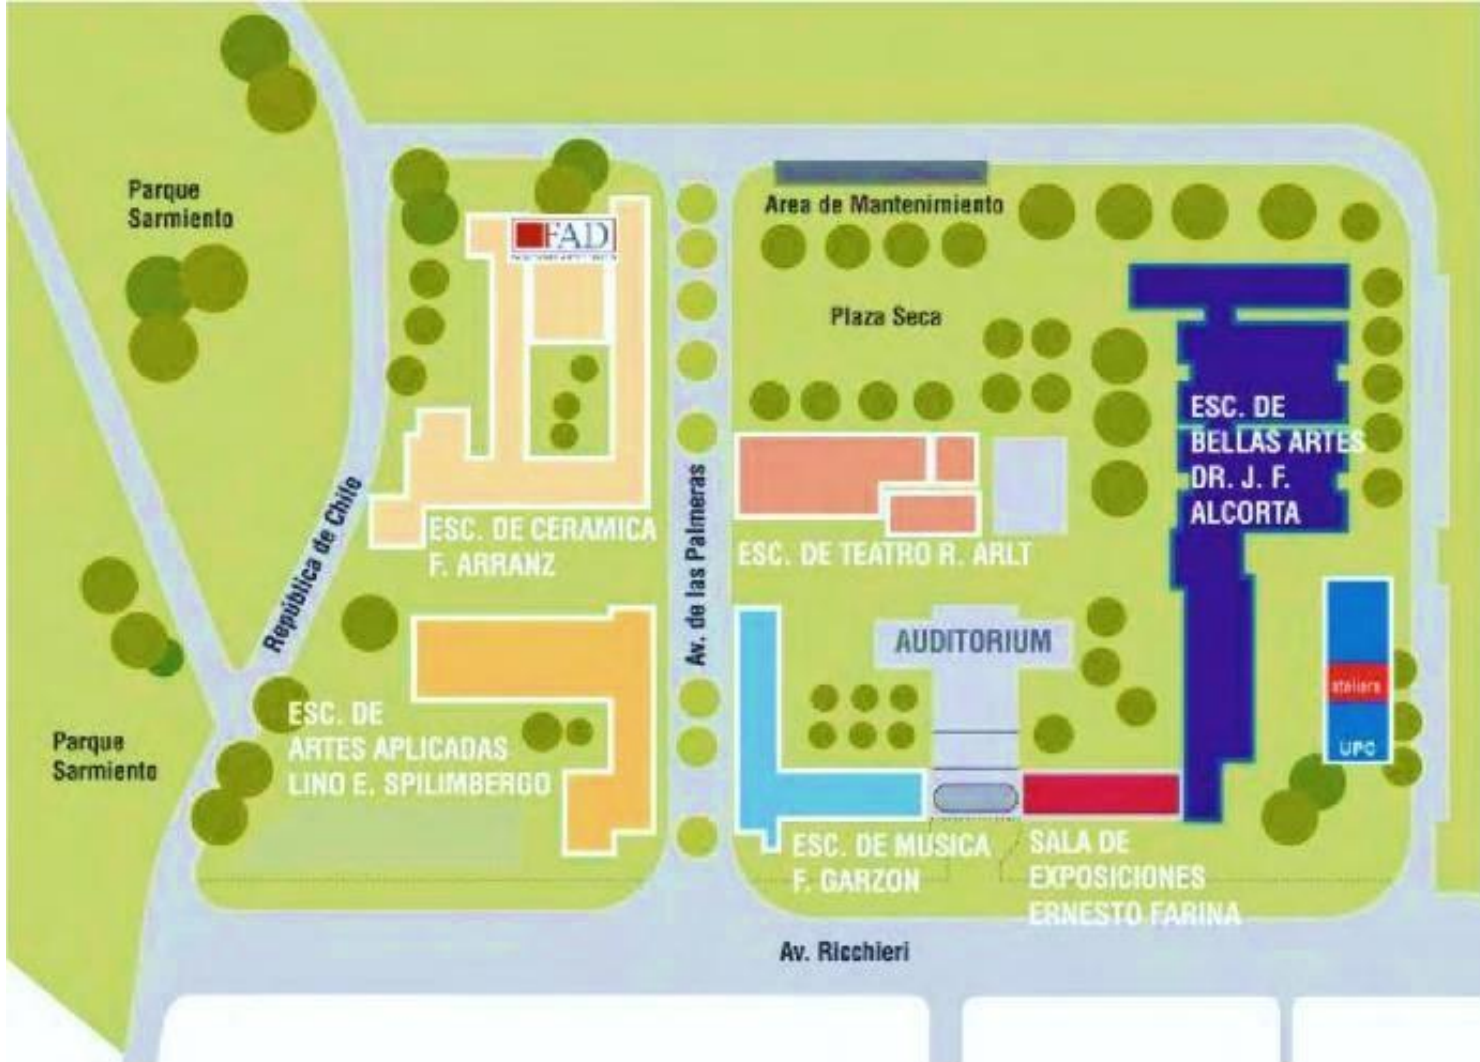 Parque
Sarmiento
FAD
Area de Mantenimiento
Plaza Seca
ESC. DE
BELLAS ARTES
DR. J. F.
ALCORTA
República de Chile
ESC. DE CERAMICA
F. ARRANZ
Av. de las Palmeras
ESC. DE TEATRO R. ARLT
AUDITORIUM
ateliers
UPC
ESC. DE
ARTES APLICADAS
LINO E. SPILIMBERGO
Parque
Sarmiento
ESC. DE MUSICA
F. GARZON
SALA DE
EXPOSICIONES
ERNESTO FARINA
Av. Ricchieri